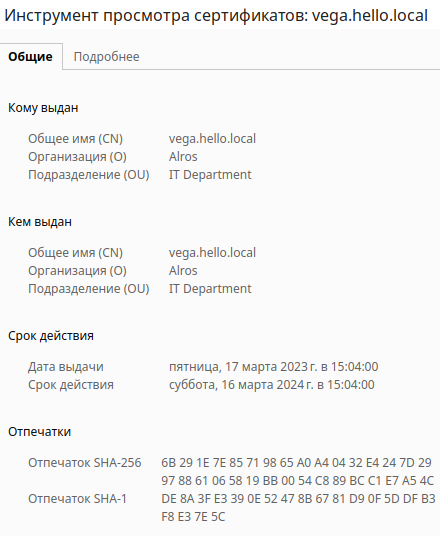 Инструмент просмотра сертификатов: vega.hello.local
Общие Подробнее
Кому выдан
Общее имя (CN) vega.hello.local
Организация (O) Alros
Подразделение (OU) IT Department
Кем выдан
Общее имя (CN) vega.hello.local
Организация (O) Alros
Подразделение (OU) IT Department
Срок действия
Дата выдачи пятница, 17 марта 2023 г. в 15:04:00
Срок действия суббота, 16 марта 2024 г. в 15:04:00
Отпечатки
Отпечаток SHA-256 6B 29 1E 7E 85 71 98 65 A0 A4 04 32 E4 24 7D 29
97 88 61 06 58 19 BB 00 54 C8 89 BC C1 E7 A5 4C
Отпечаток SHA-1 DE 8A 3F E3 39 0E 52 47 8B 67 81 D9 0F 5D DF B3
F8 E3 7E 5C